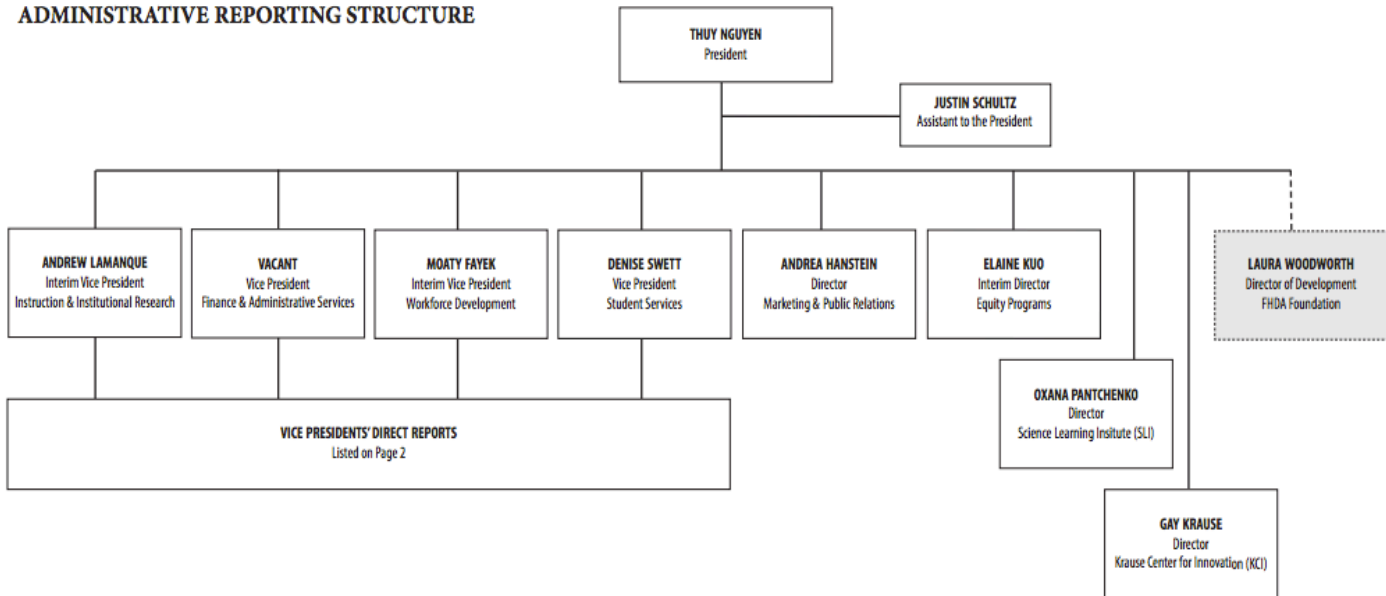 ADMINISTRATIVE REPORTING STRUCTURE
THUY NGUYEN
President
JUSTIN SCHULTZ
Assistant to the President
ANDREW LAMANQUE
Interim Vice President
Instruction & Institutional Research
VACANT
Vice President
Finance & Administrative Services
MOATY FAYEK
Interim Vice President
Workforce Development
DENISE SWETT
Vice President
Student Services
ANDREA HANSTEIN
Director
Marketing & Public Relations
ELAINE KUO
Interim Director
Equity Programs
LAURA WOODWORTH
Director of Development
FHDA Foundation
OXANA PANTCHENKO
Director
Science Learning Insitute (SLI)
VICE PRESIDENTS' DIRECT REPORTS
Listed on Page 2
GAY KRAUSE
Director
Krause Center for Innovation (KCI)